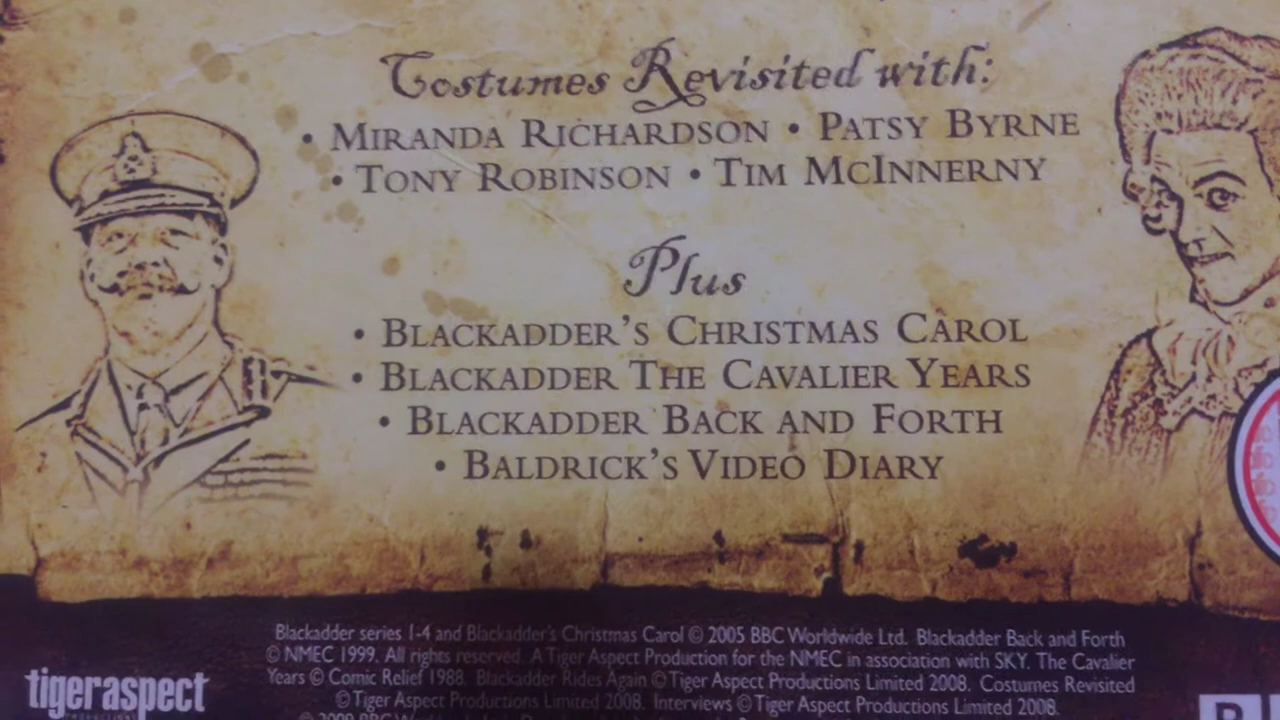 Costumes Revisited with:
• MIRANDA RICHARDSON • PATSY BYRNE
• TONY ROBINSON • TIM MCINNERNY
Plus
• BLACKADDER'S CHRISTMAS CAROL
• BLACKADDER THE CAVALIER YEARS
• BLACKADDER BACK AND FORTH
• BALDRICK'S VIDEO DIARY
Blackadder series 1-4 and Blackadder's Christmas Carol © 2005 BBC Worldwide Ltd. Blackadder Back and Forth
© NMEC 1999. All rights reserved. A Tiger Aspect Production for the NMEC in association with SKY. The Cavalier
Years © Comic Relief 1988. Blackadder Rides Again © Tiger Aspect Productions Limited 2008. Costumes Revisited
© Tiger Aspect Productions Limited 2008. Interviews © Tiger Aspect Productions Limited 2008.
tigeraspect
PRODUCTIONS